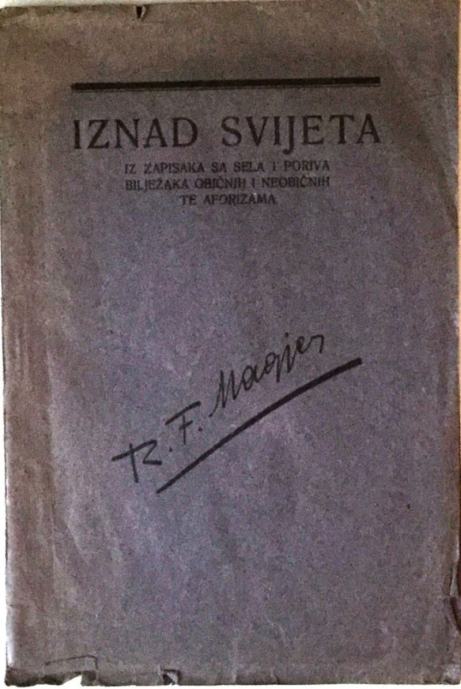 IZNAD SVIJETA
IZ ZAPISAKA SA SELA I PORIVA
BILJEŽAKA OBIČNIH I NEOBIČNIH
TE AFORIZAMA
R. F. Magjer